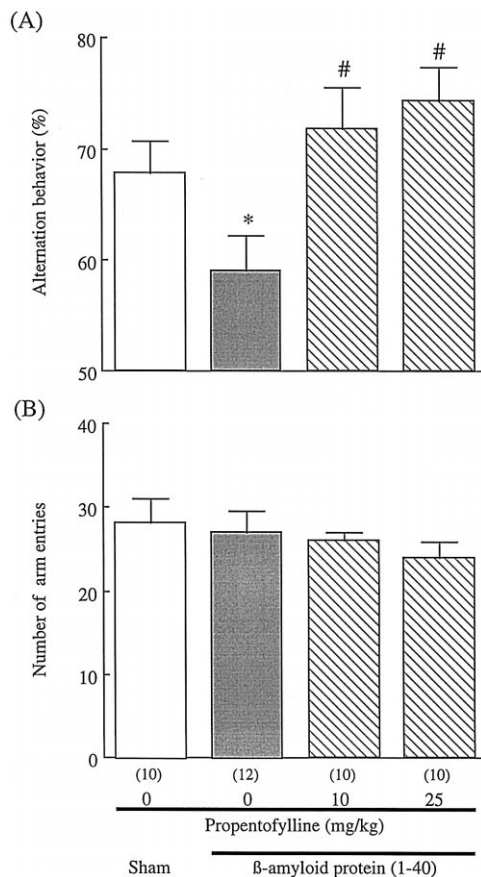 (A)
80
70
60
50
Alternation behavior (%)
*
#
#
(B)
40
30
20
10
0
Number of arm entries
(10) (12) (10) (10)
0 0 10 25
Propentofylline (mg/kg)
Sham ß-amyloid protein (1-40)